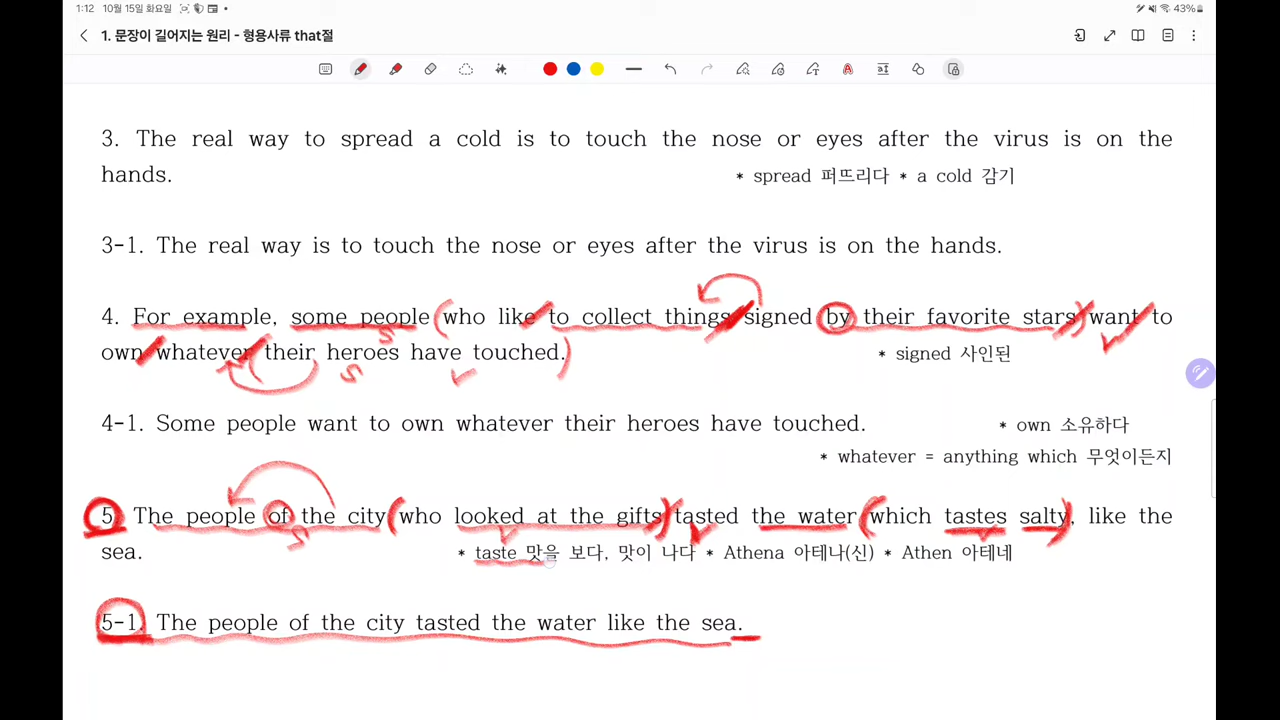 1:12 10월 15일 화요일 43%
1. 문장이 길어지는 원리 - 형용사류 that절
3. The real way to spread a cold is to touch the nose or eyes after the virus is on the
hands. * spread 퍼뜨리다 * a cold 감기
3-1. The real way is to touch the nose or eyes after the virus is on the hands.
4. For example, some people (who like to collect things signed by their favorite stars) want to
own whatever their heroes have touched.) * signed 사인된
s v
s v
4-1. Some people want to own whatever their heroes have touched. * own 소유하다
* whatever = anything which 무엇이든지
5. The people of the city (who looked at the gifts) tasted the water (which tastes salty), like the
s v v v
sea. * taste 맛을 보다, 맛이 나다 * Athena 아테나(신) * Athen 아테네
5-1. The people of the city tasted the water like the sea.